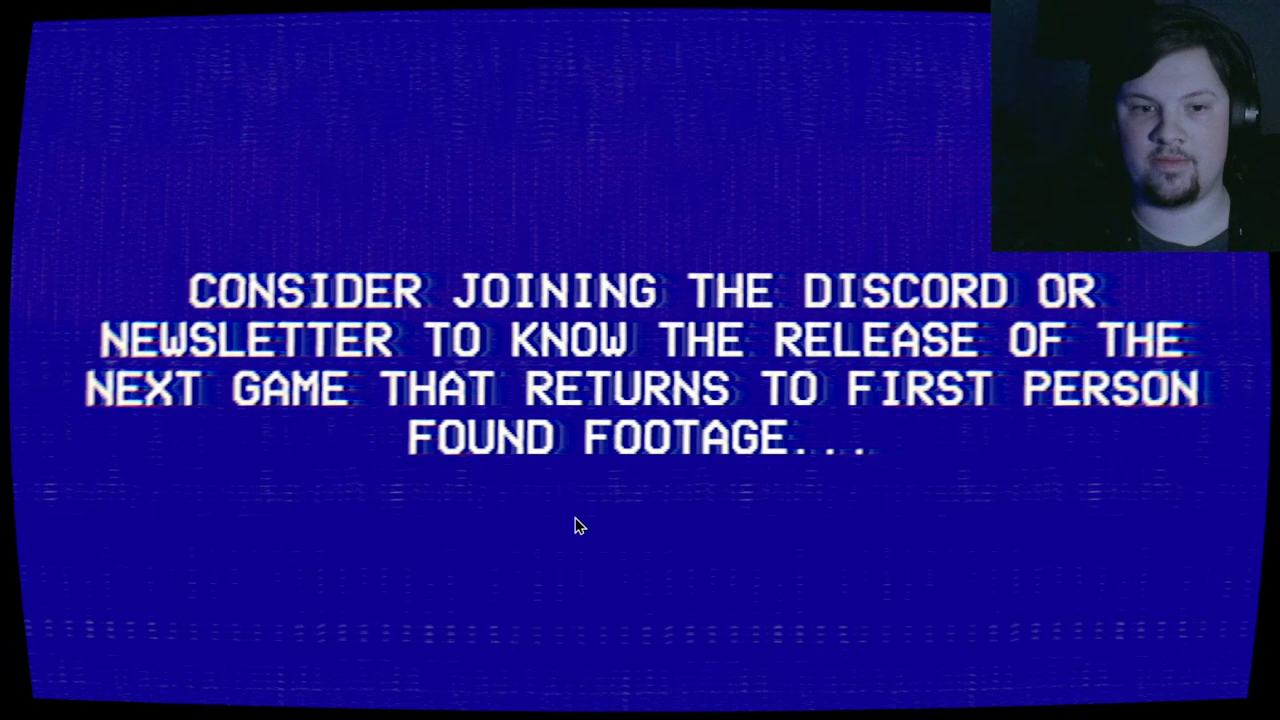 CONSIDER JOINING THE DISCORD OR
NEWSLETTER TO KNOW THE RELEASE OF THE
NEXT GAME THAT RETURNS TO FIRST PERSON
FOUND FOOTAGE...